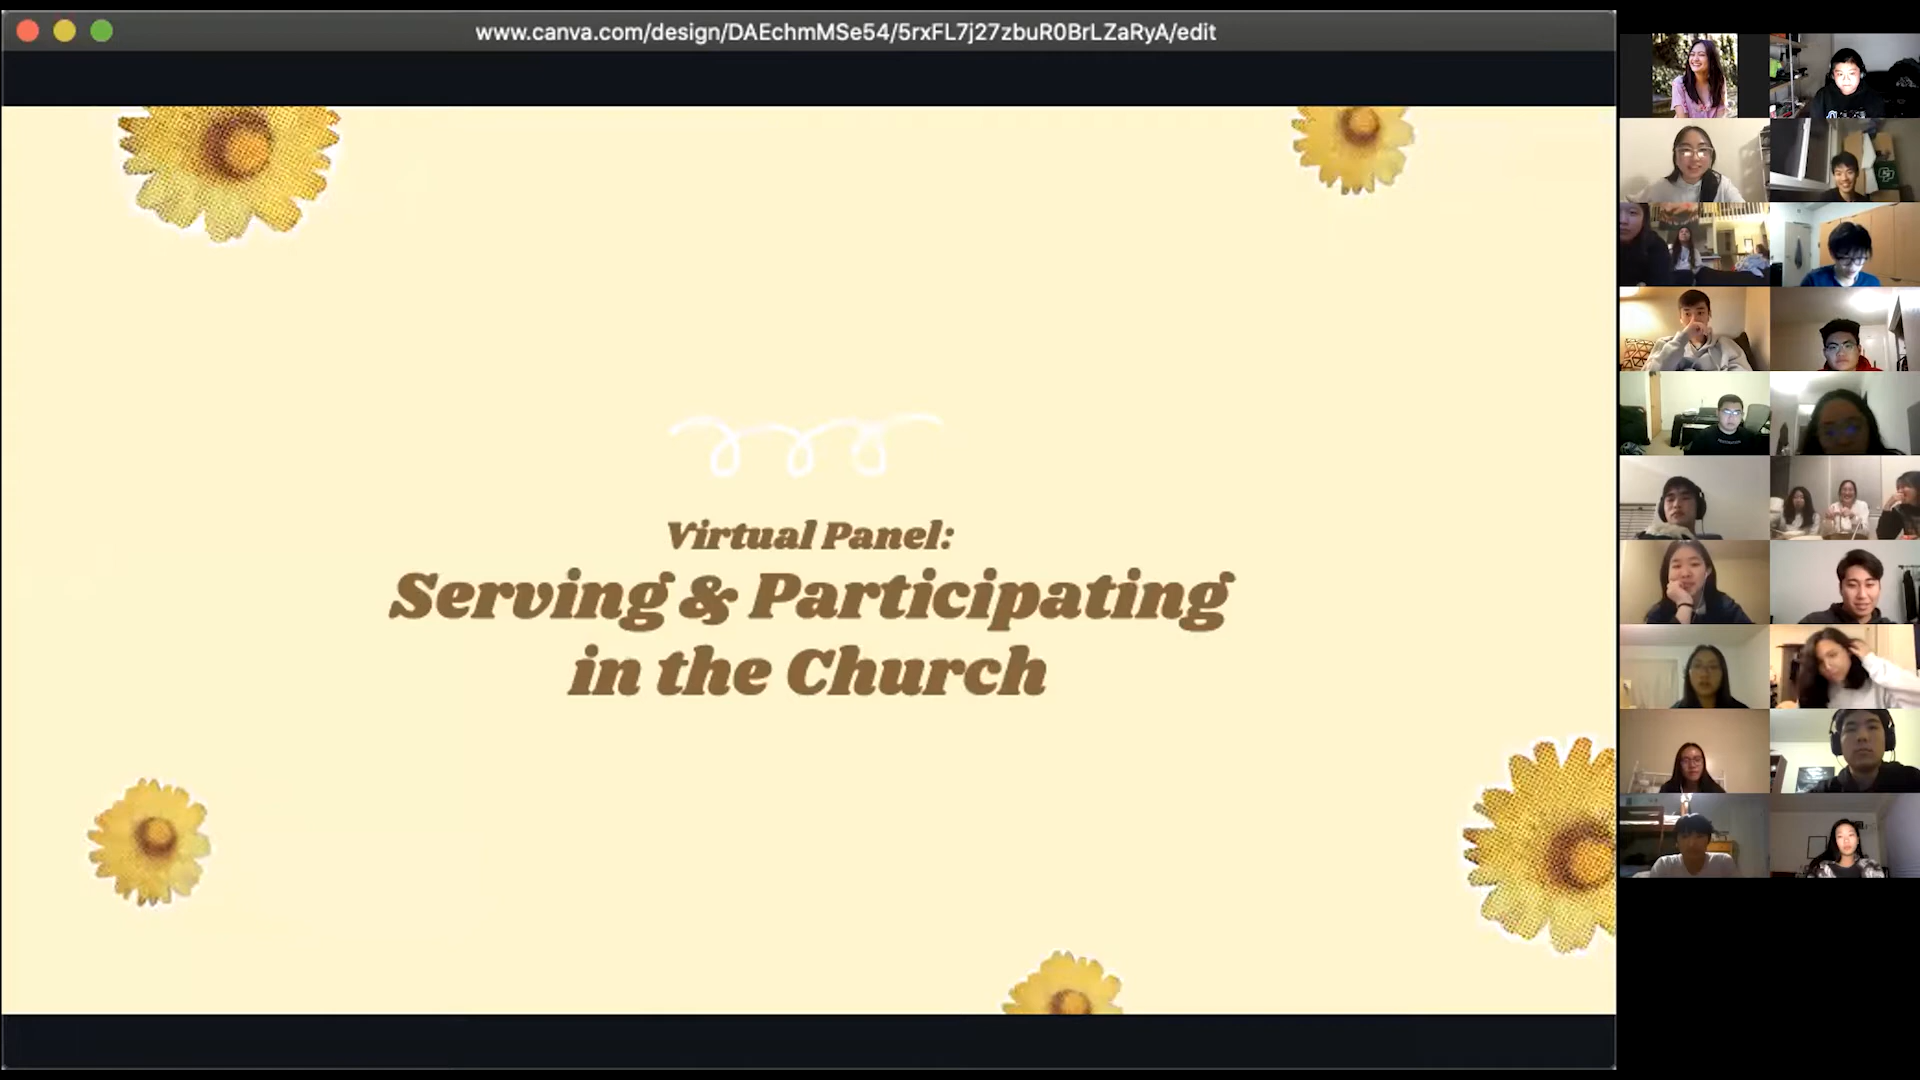 www.canva.com/design/DAEchmMSe54/5rxFL7j27zbuR0BrLZaRyA/edit
Virtual Panel:
Serving & Participating
in the Church